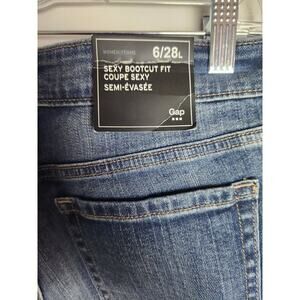 WOMEN/FEMME
6/28L
SEXY BOOTCUT FIT
COUPE SEXY
SEMI-ÉVASÉE
Gap